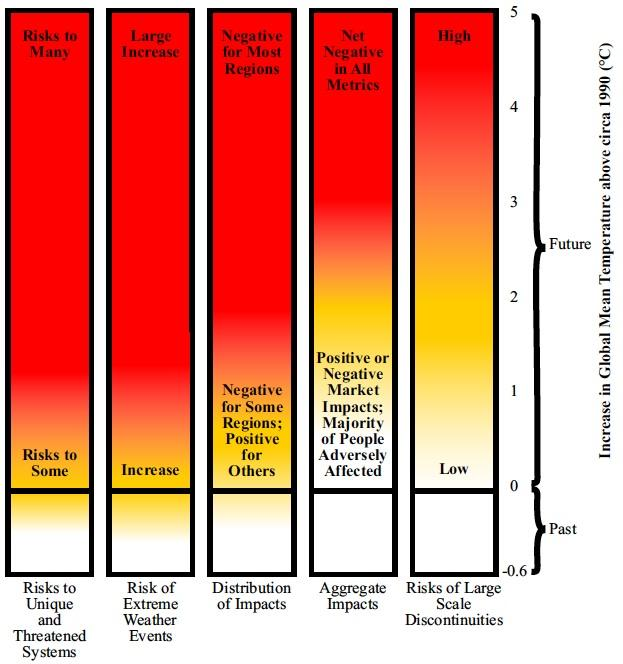 Risks to
Many
Large
Increase
Negative
for Most
Regions
Net
Negative
in All
Metrics
High
Risks to
Some
Increase
Negative
for Some
Regions;
Positive
for
Others
Positive or
Negative
Market
Impacts;
Majority
of People
Adversely
Affected
Low
5
4
3
2
1
0
-0.6
Future
Past
Increase in Global Mean Temperature above circa 1990 (°C)
Risks to
Unique
and
Threatened
Systems
Risk of
Extreme
Weather
Events
Distribution
of Impacts
Aggregate
Impacts
Risks of Large
Scale
Discontinuities